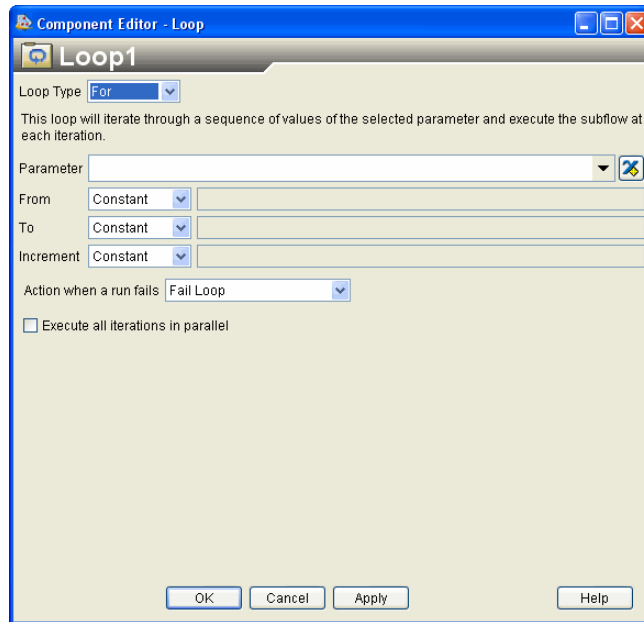 Component Editor - Loop
Loop1
Loop Type For
This loop will iterate through a sequence of values of the selected parameter and execute the subflow at
each iteration.
Parameter
From Constant
To Constant
Increment Constant
Action when a run fails Fail Loop
Execute all iterations in parallel
OK Cancel Apply Help